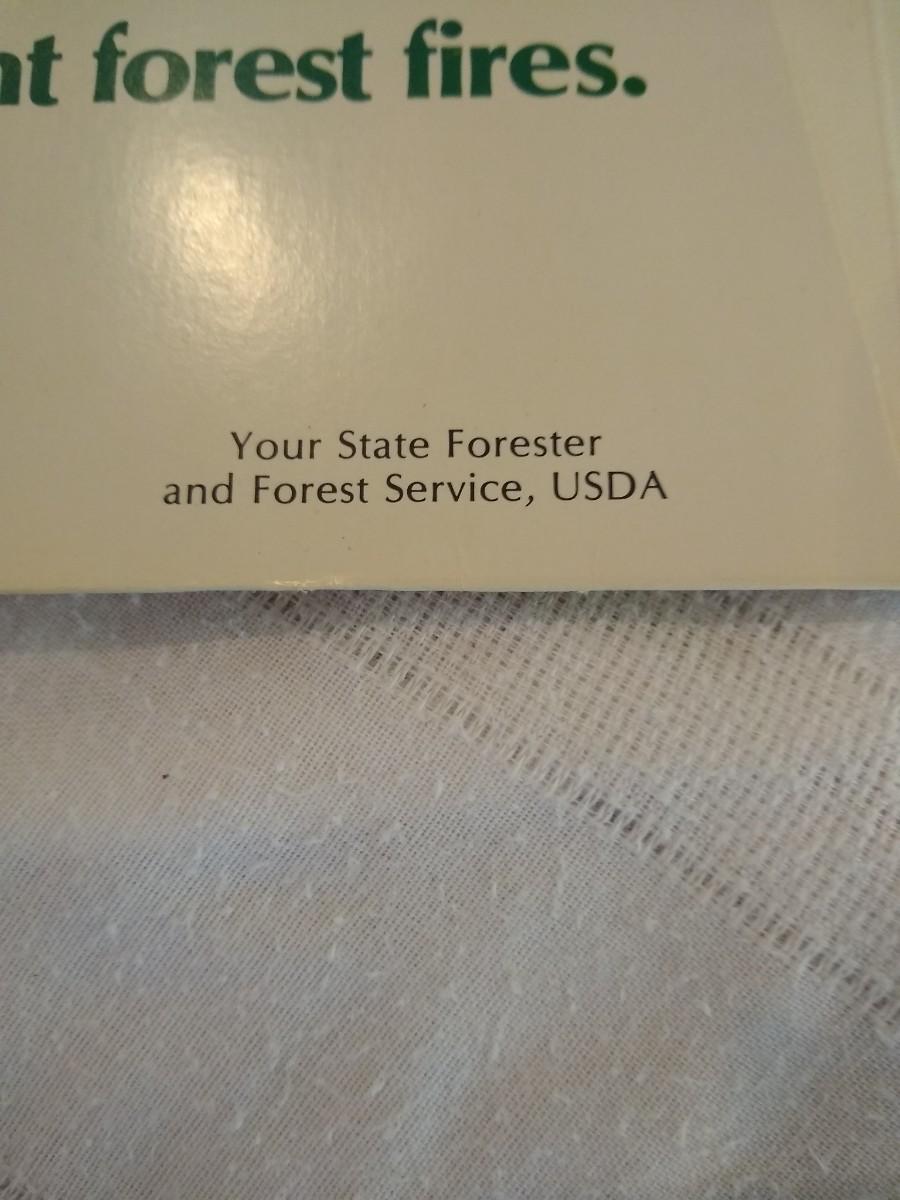 nt forest fires.
Your State Forester
and Forest Service, USDA